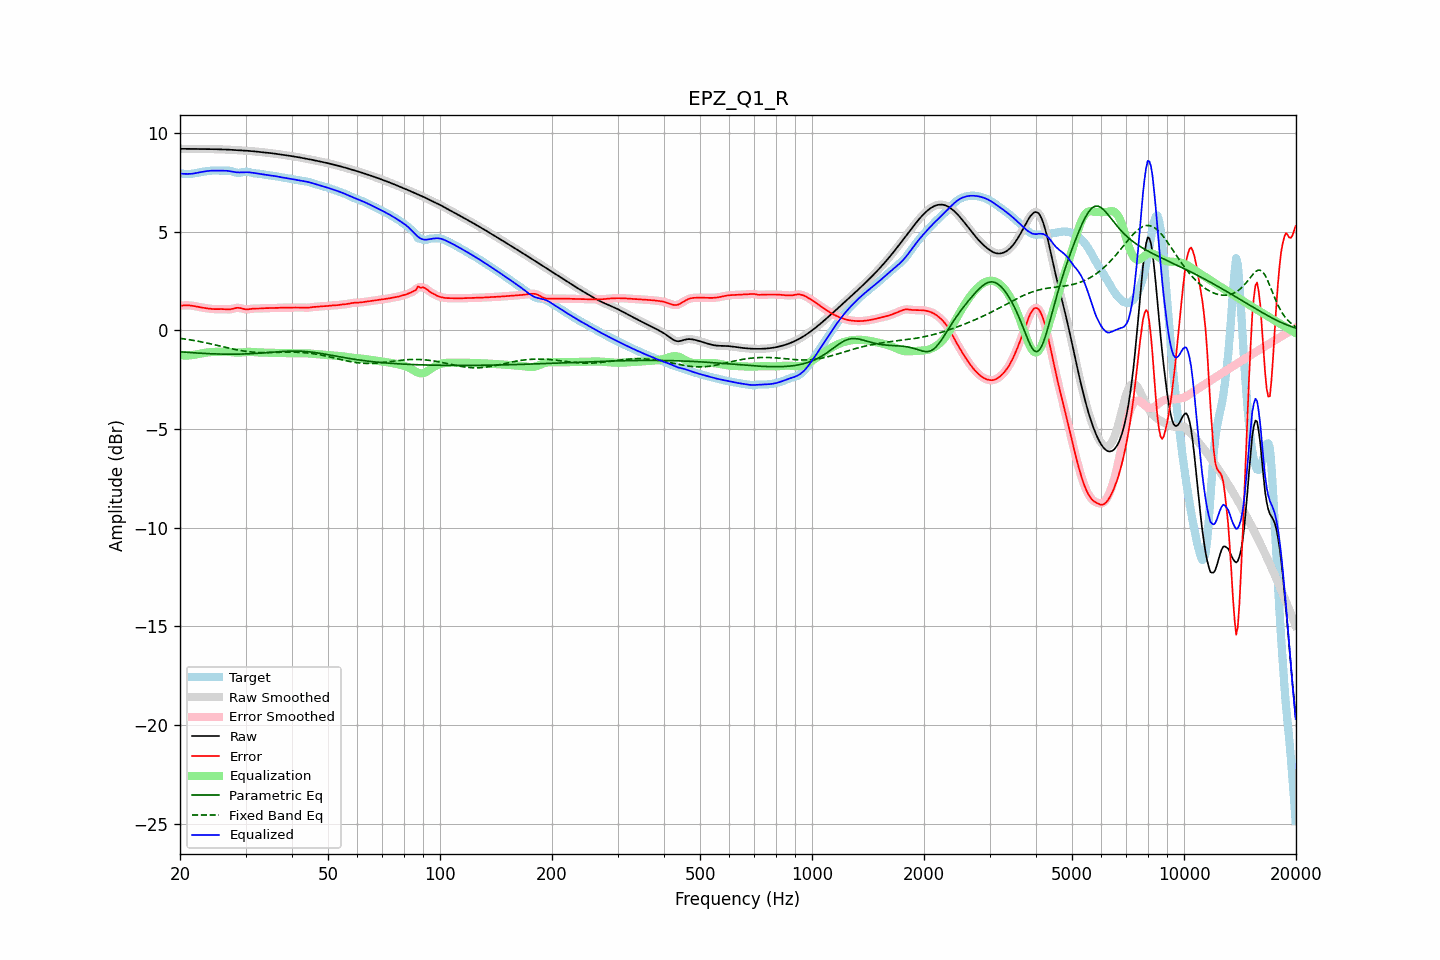 EPZ_Q1_R
10
5
0
−5
−10
−15
−20
−25
Amplitude (dBr)
Target
Raw Smoothed
Error Smoothed
Raw
Error
Equalization
Parametric Eq
Fixed Band Eq
Equalized
20 50 100 200 500 1000 2000 5000 10000 20000
Frequency (Hz)